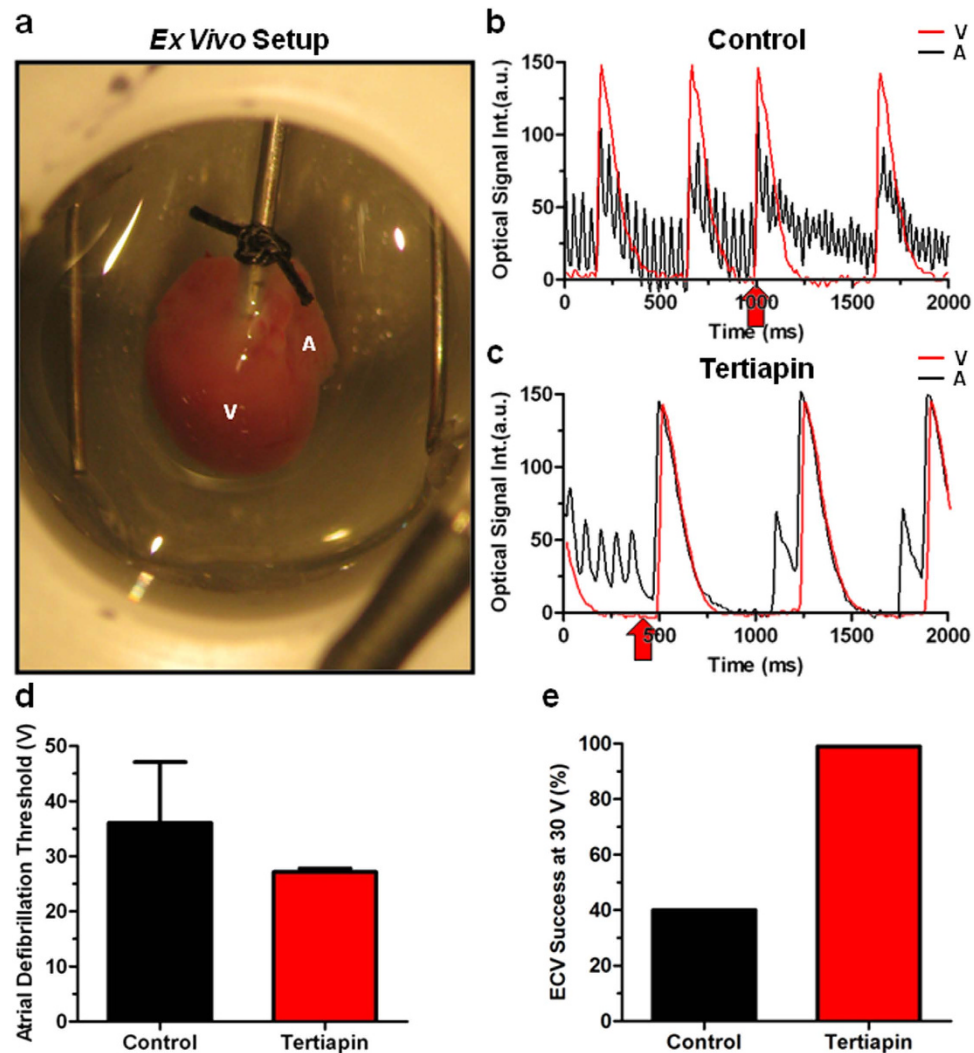 a
Ex Vivo Setup
A
V
b
Control
V
A
Optical Signal Int.(a.u.)
150
100
50
0
0
500
1000
1500
2000
Time (ms)
c
Tertiapin
V
A
Optical Signal Int.(a.u.)
150
100
50
0
0
500
1000
1500
2000
Time (ms)
d
Atrial Defibrillation Threshold (V)
50
40
30
20
10
0
Control
Tertiapin
e
ECV Success at 30 V (%)
100
80
60
40
20
0
Control
Tertiapin